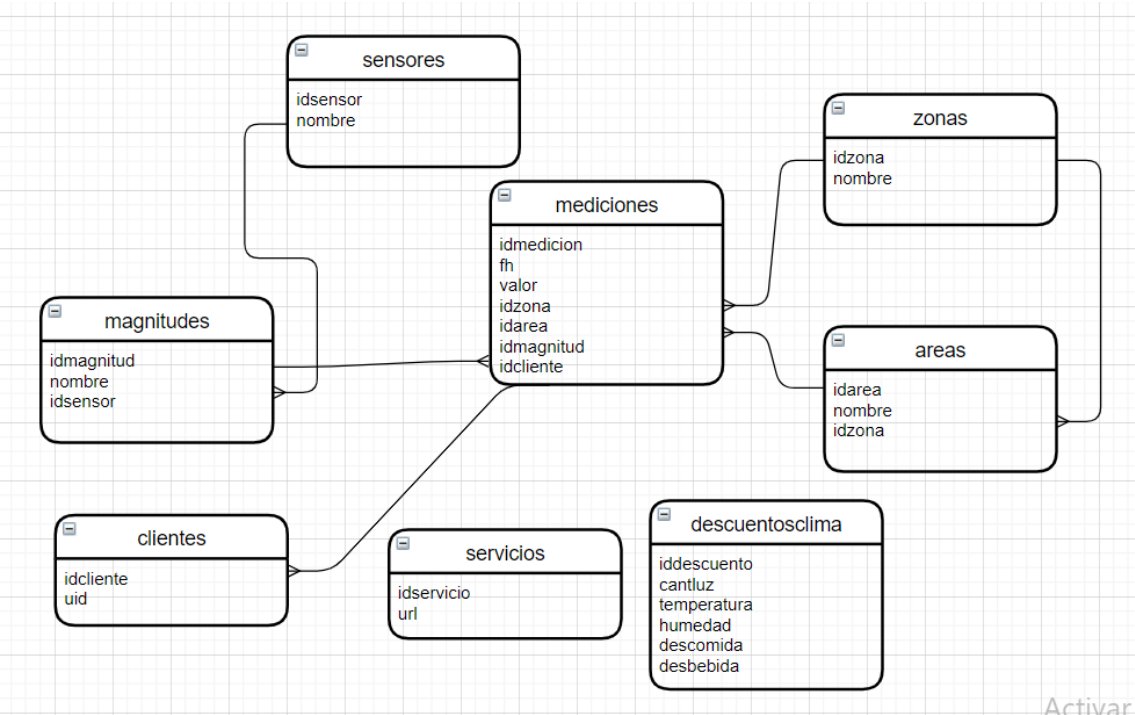 sensores
idsensor
nombre
zonas
idzona
nombre
mediciones
idmedicion
fh
valor
idzona
idarea
idmagnitud
idcliente
magnitudes
idmagnitud
nombre
idsensor
areas
idarea
nombre
idzona
clientes
idcliente
uid
servicios
idservicio
url
descuentosclima
iddescuento
cantluz
temperatura
humedad
descomida
desbebida
Activar